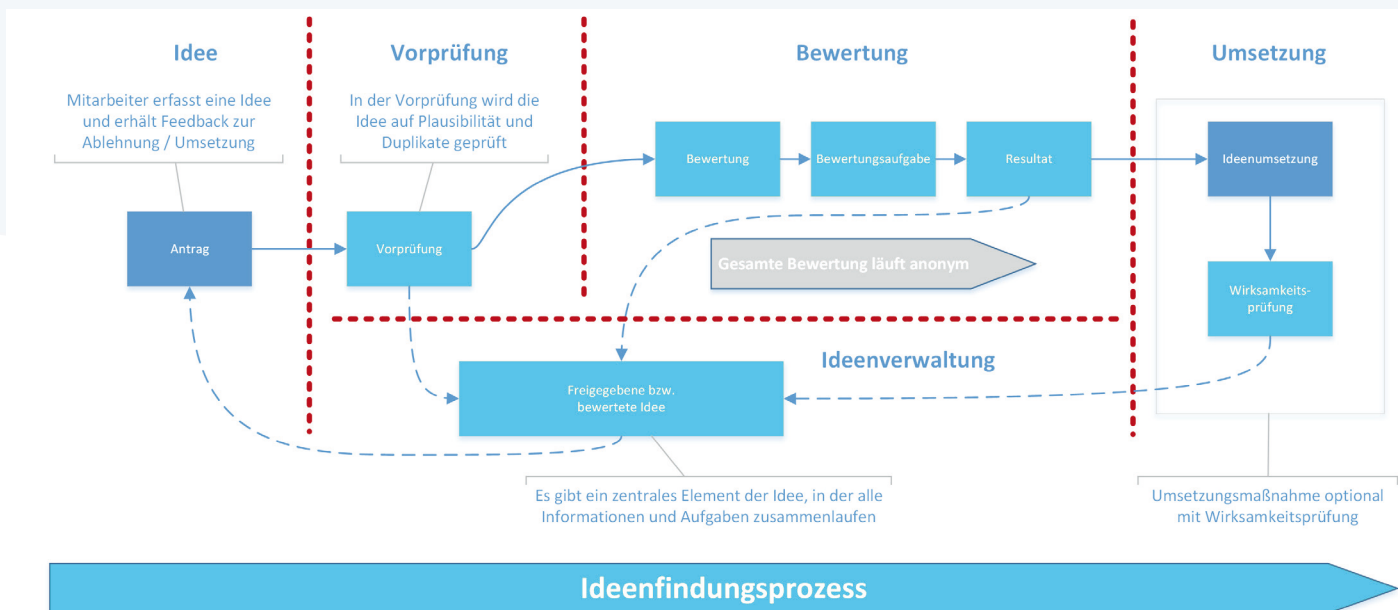 Idee
Mitarbeiter erfasst eine Idee
und erhält Feedback zur
Ablehnung / Umsetzung
Antrag
Vorprüfung
In der Vorprüfung wird die
Idee auf Plausibilität und
Duplikate geprüft
Vorprüfung
Bewertung
Bewertung
Bewertungsaufgabe
Resultat
Gesamte Bewertung läuft anonym
Umsetzung
Ideenumsetzung
Wirksamkeits-
prüfung
Ideenverwaltung
Freigegebene bzw.
bewertete Idee
Es gibt ein zentrales Element der Idee, in der alle
Informationen und Aufgaben zusammenlaufen
Umsetzungsmaßnahme optional
mit Wirksamkeitsprüfung
Ideenfindungsprozess